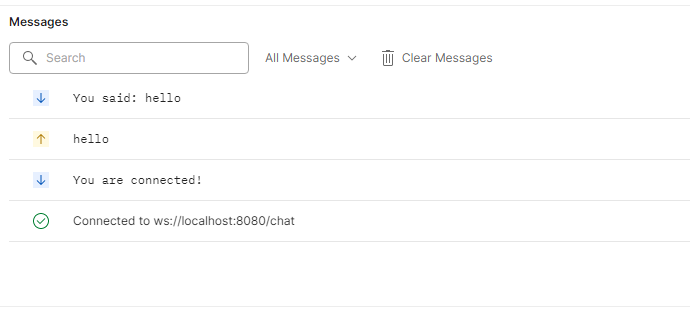 Messages
Search All Messages Clear Messages
You said: hello
hello
You are connected!
Connected to ws://localhost:8080/chat